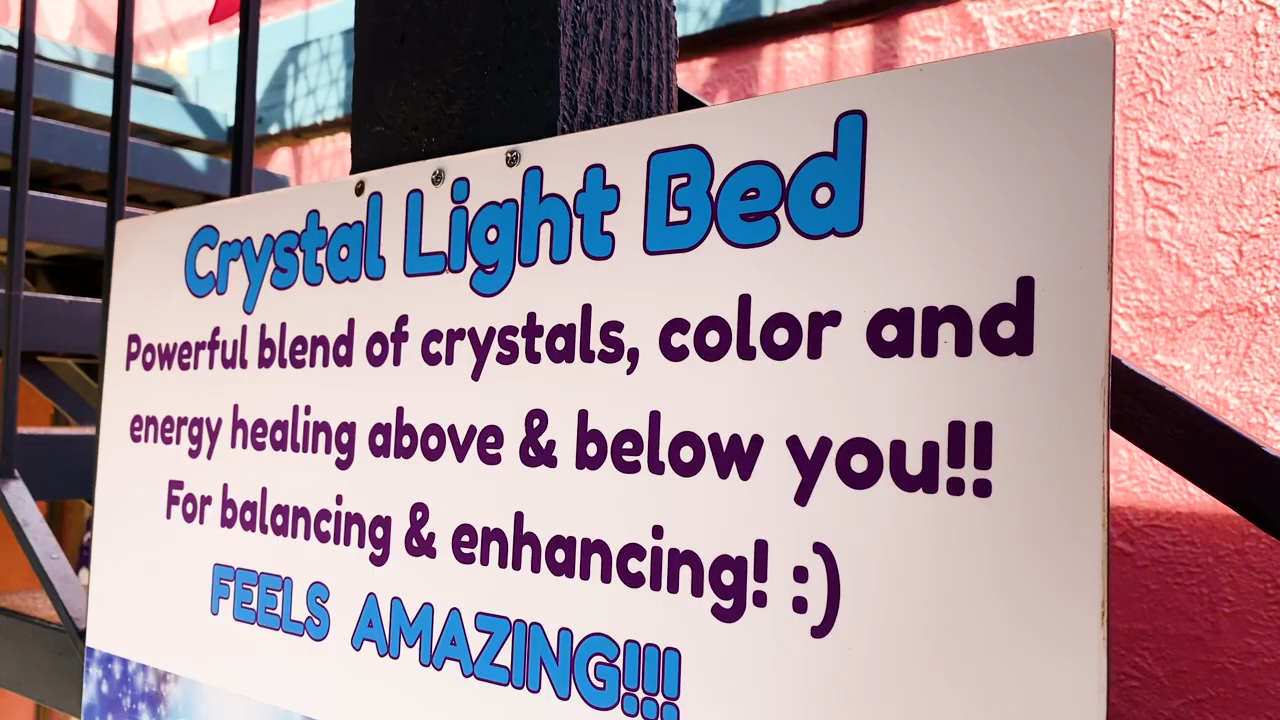 Crystal Light Bed
Powerful blend of crystals, color and
energy healing above & below you!!
For balancing & enhancing! :)
FEELS AMAZING!!!